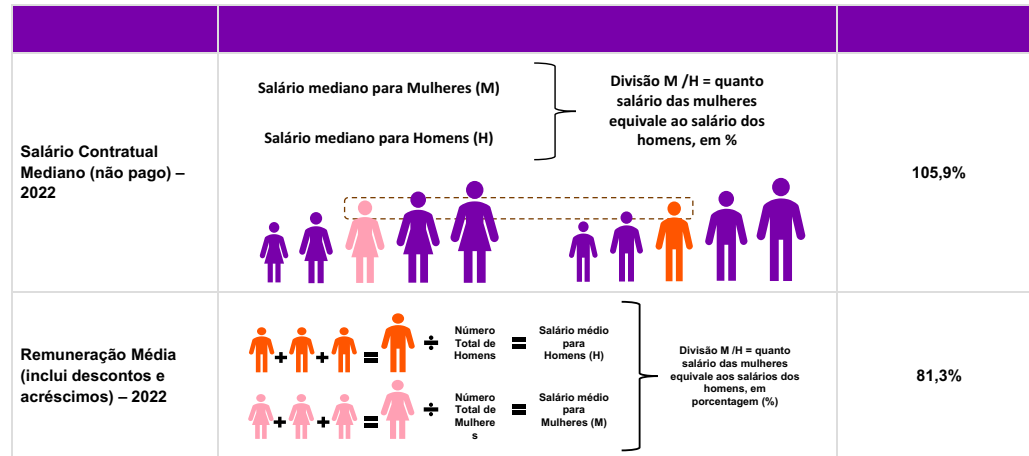 Salário Contratual
Mediano (não pago) –
2022
Salário mediano para Mulheres (M)
Salário mediano para Homens (H)
Divisão M /H = quanto
salário das mulheres
equivale ao salário dos
homens, em %
105,9%
Remuneração Média
(inclui descontos e
acréscimos) – 2022
+ + = ÷
Número
Total de
Homens
=
Salário médio
para
Homens (H)
+ + = ÷
Número
Total de
Mulhere
s
=
Salário médio
para
Mulheres (M)
Divisão M /H = quanto
salário das mulheres
equivale aos salários dos
homens, em
porcentagem (%)
81,3%